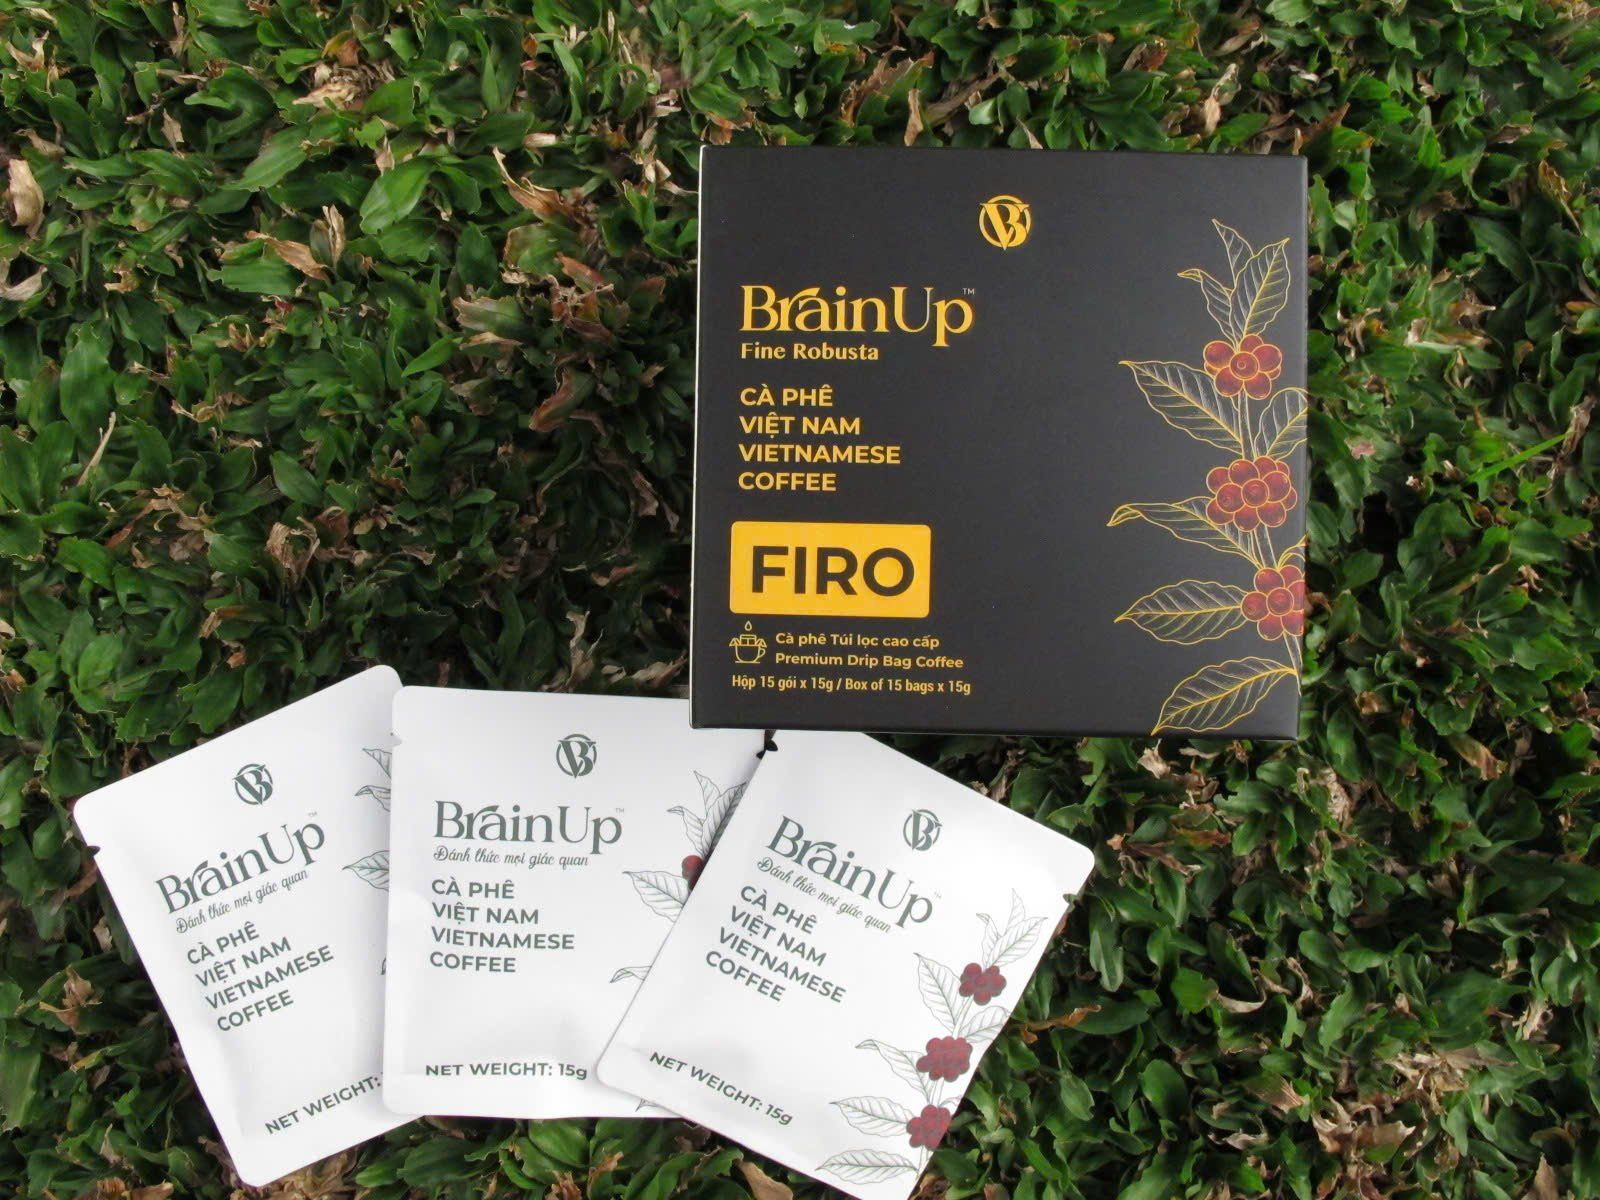 BrainUp™
Fine Robusta
CÀ PHÊ
VIỆT NAM
VIETNAMESE
COFFEE
FIRO
Cà phê Túi lọc cao cấp
Premium Drip Bag Coffee
Hộp 15 gói x 15g / Box of 15 bags x 15g
BrainUp™
Đánh thức mọi giác quan
CÀ PHÊ
VIỆT NAM
VIETNAMESE
COFFEE
NET WEIGHT:
BrainUp™
Đánh thức mọi giác quan
CÀ PHÊ
VIỆT NAM
VIETNAMESE
COFFEE
NET WEIGHT: 15g
BrainUp™
Đánh thức mọi giác quan
CÀ PHÊ
VIỆT NAM
VIETNAMESE
COFFEE
NET WEIGHT: 15g